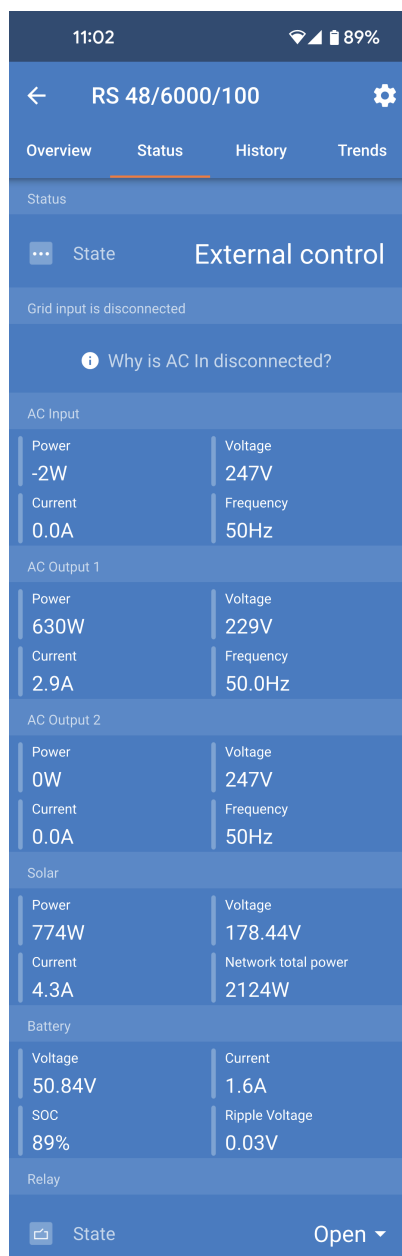 11:02 89%
RS 48/6000/100
Overview Status History Trends
Status
State External control
Grid input is disconnected
Why is AC In disconnected?
AC Input
Power Voltage
-2W 247V
Current Frequency
0.0A 50Hz
AC Output 1
Power Voltage
630W 229V
Current Frequency
2.9A 50.0Hz
AC Output 2
Power Voltage
0W 247V
Current Frequency
0.0A 50Hz
Solar
Power Voltage
774W 178.44V
Current Network total power
4.3A 2124W
Battery
Voltage Current
50.84V 1.6A
SOC Ripple Voltage
89% 0.03V
Relay
State Open